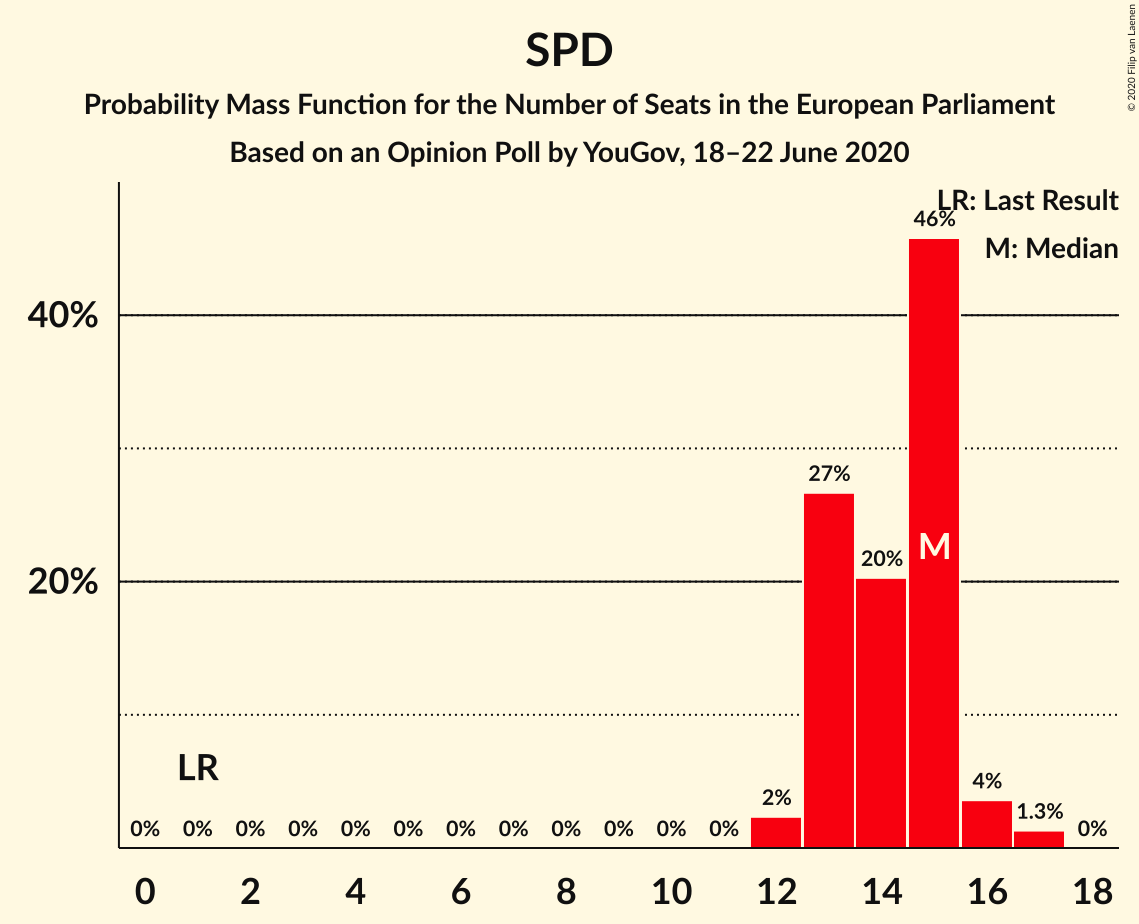 SPD
Probability Mass Function for the Number of Seats in the European Parliament
Based on an Opinion Poll by YouGov, 18–22 June 2020
© 2020 Filip van Laenen
LR: Last Result
M: Median
46%
40%
27%
20%
20%
M
LR
4%
2%
1.3%
0% 0% 0% 0% 0% 0% 0% 0% 0% 0% 0% 0% 0%
0 2 4 6 8 10 12 14 16 18